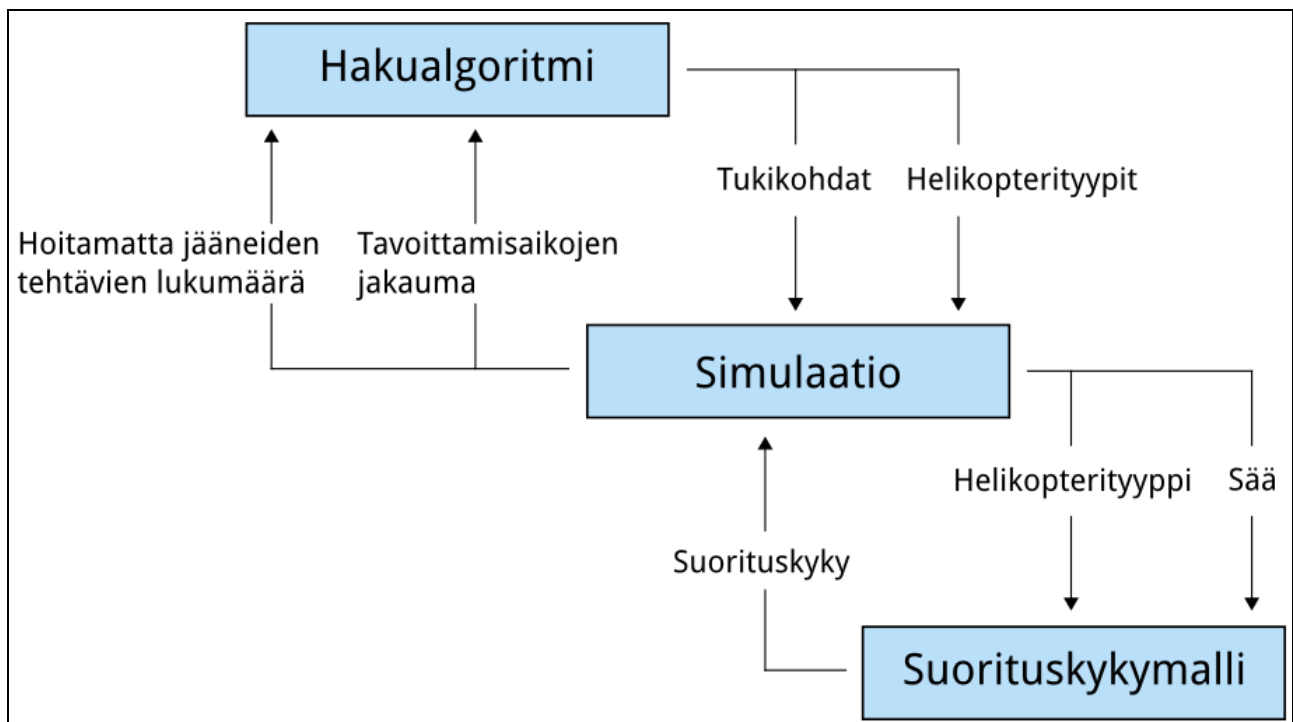 Hakualgoritmi
Tukikohdat
Helikopterityypit
Hoitamatta jääneiden
tehtävien lukumäärä
Tavoittamisaikojen
jakauma
Simulaatio
Helikopterityyppi
Sää
Suorituskyky
Suorituskykymalli